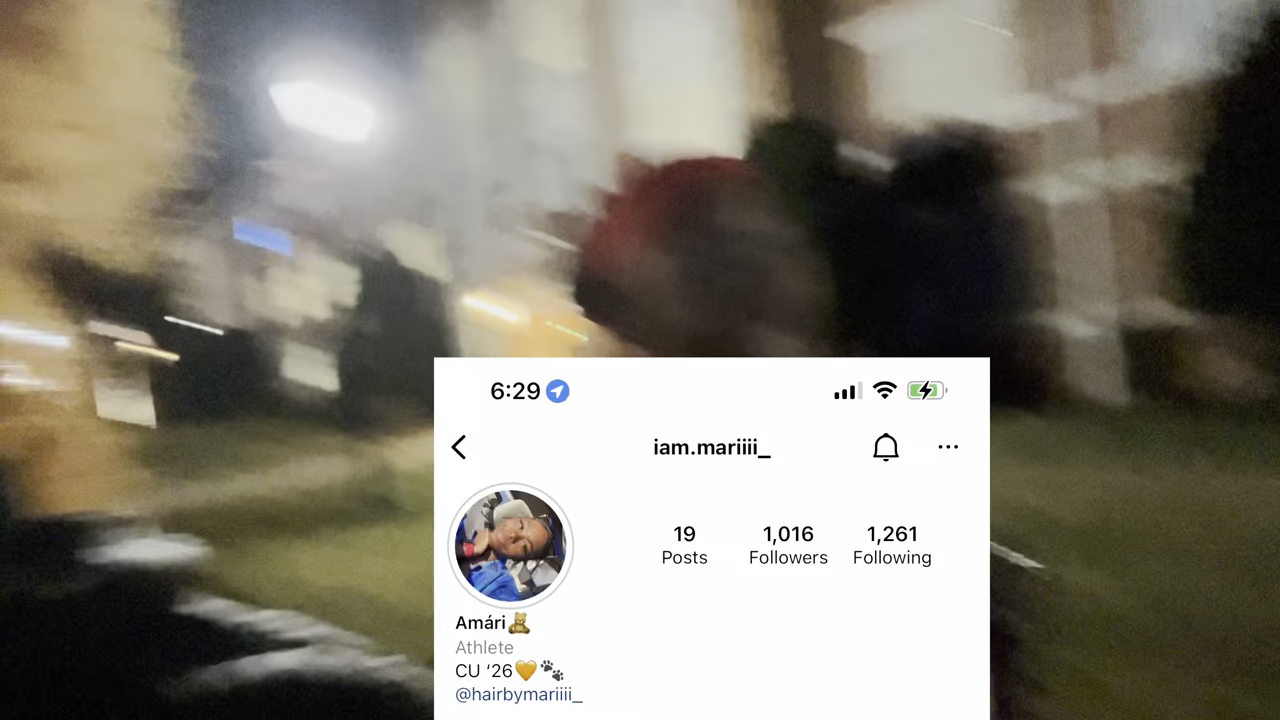 6:29
iam.mariiii_
19 1,016 1,261
Posts Followers Following
Amári🧸
Athlete
CU ‘26💛🐾
@hairbymariiii_